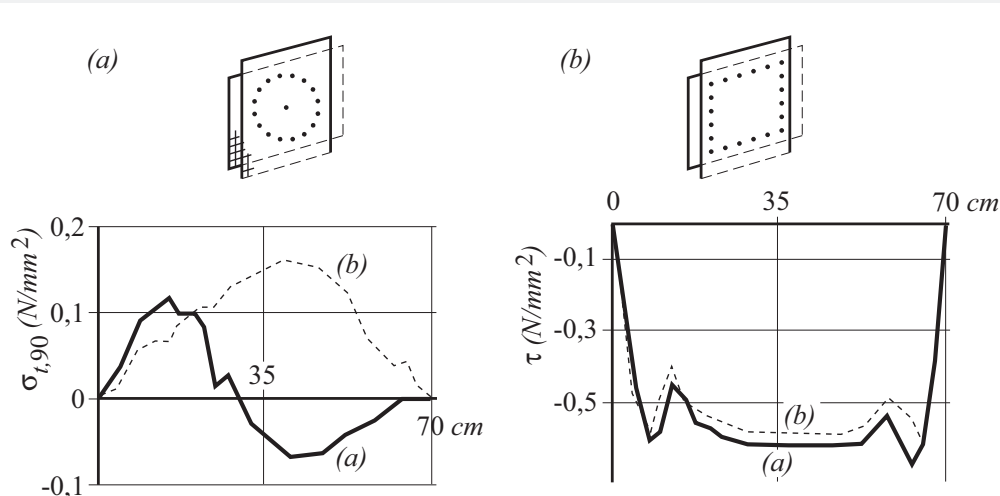 (a)
(b)
0 35 70 cm
σt,90 (N/mm²)
0,2
0,1
0
-0,1
(b)
35
70 cm
(a)
τ (N/mm²)
-0,1
-0,3
-0,5
(b)
(a)